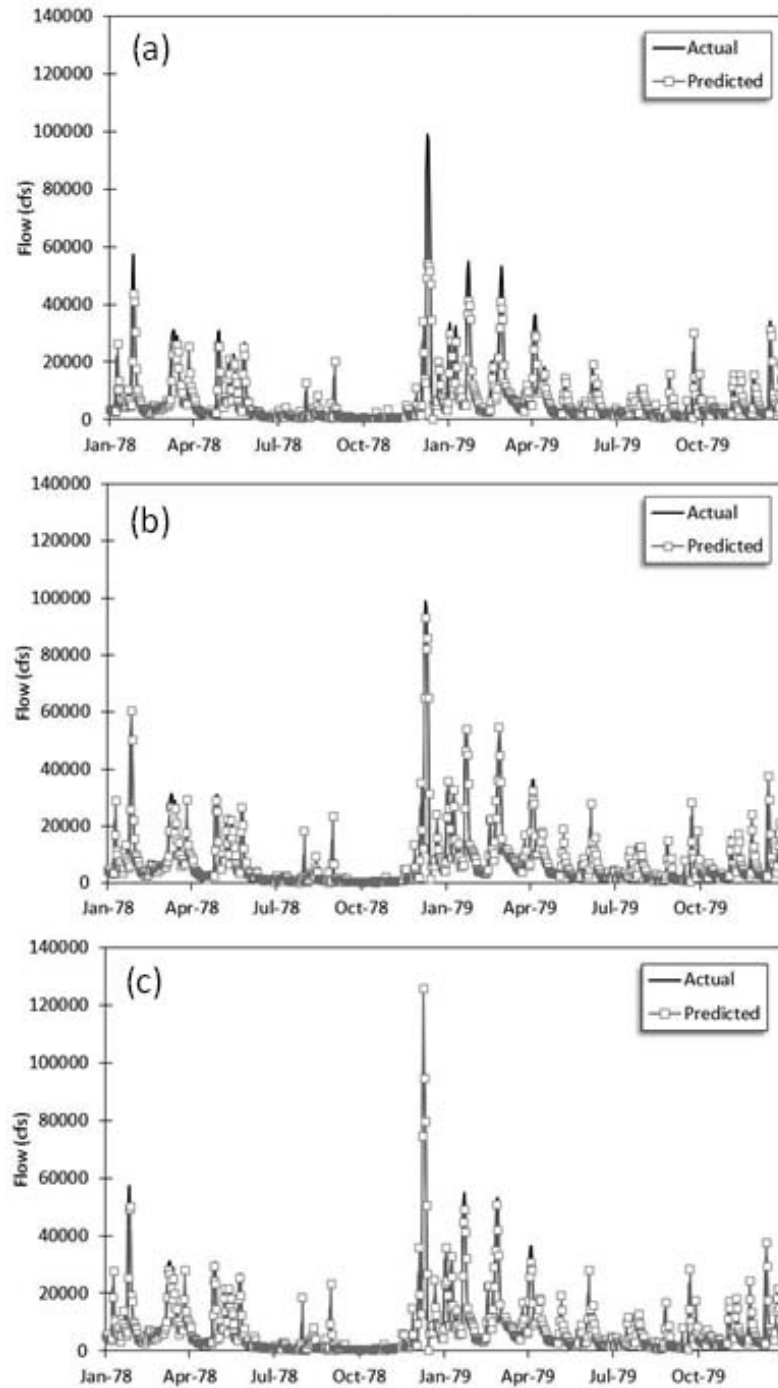 140000
(a)
Actual
Predicted
120000
100000
80000
60000
40000
20000
0
Flow (cfs)
Jan-78 Apr-78 Jul-78 Oct-78 Jan-79 Apr-79 Jul-79 Oct-79
140000
(b)
Actual
Predicted
120000
100000
80000
60000
40000
20000
0
Flow (cfs)
Jan-78 Apr-78 Jul-78 Oct-78 Jan-79 Apr-79 Jul-79 Oct-79
140000
(c)
Actual
Predicted
120000
100000
80000
60000
40000
20000
0
Flow (cfs)
Jan-78 Apr-78 Jul-78 Oct-78 Jan-79 Apr-79 Jul-79 Oct-79